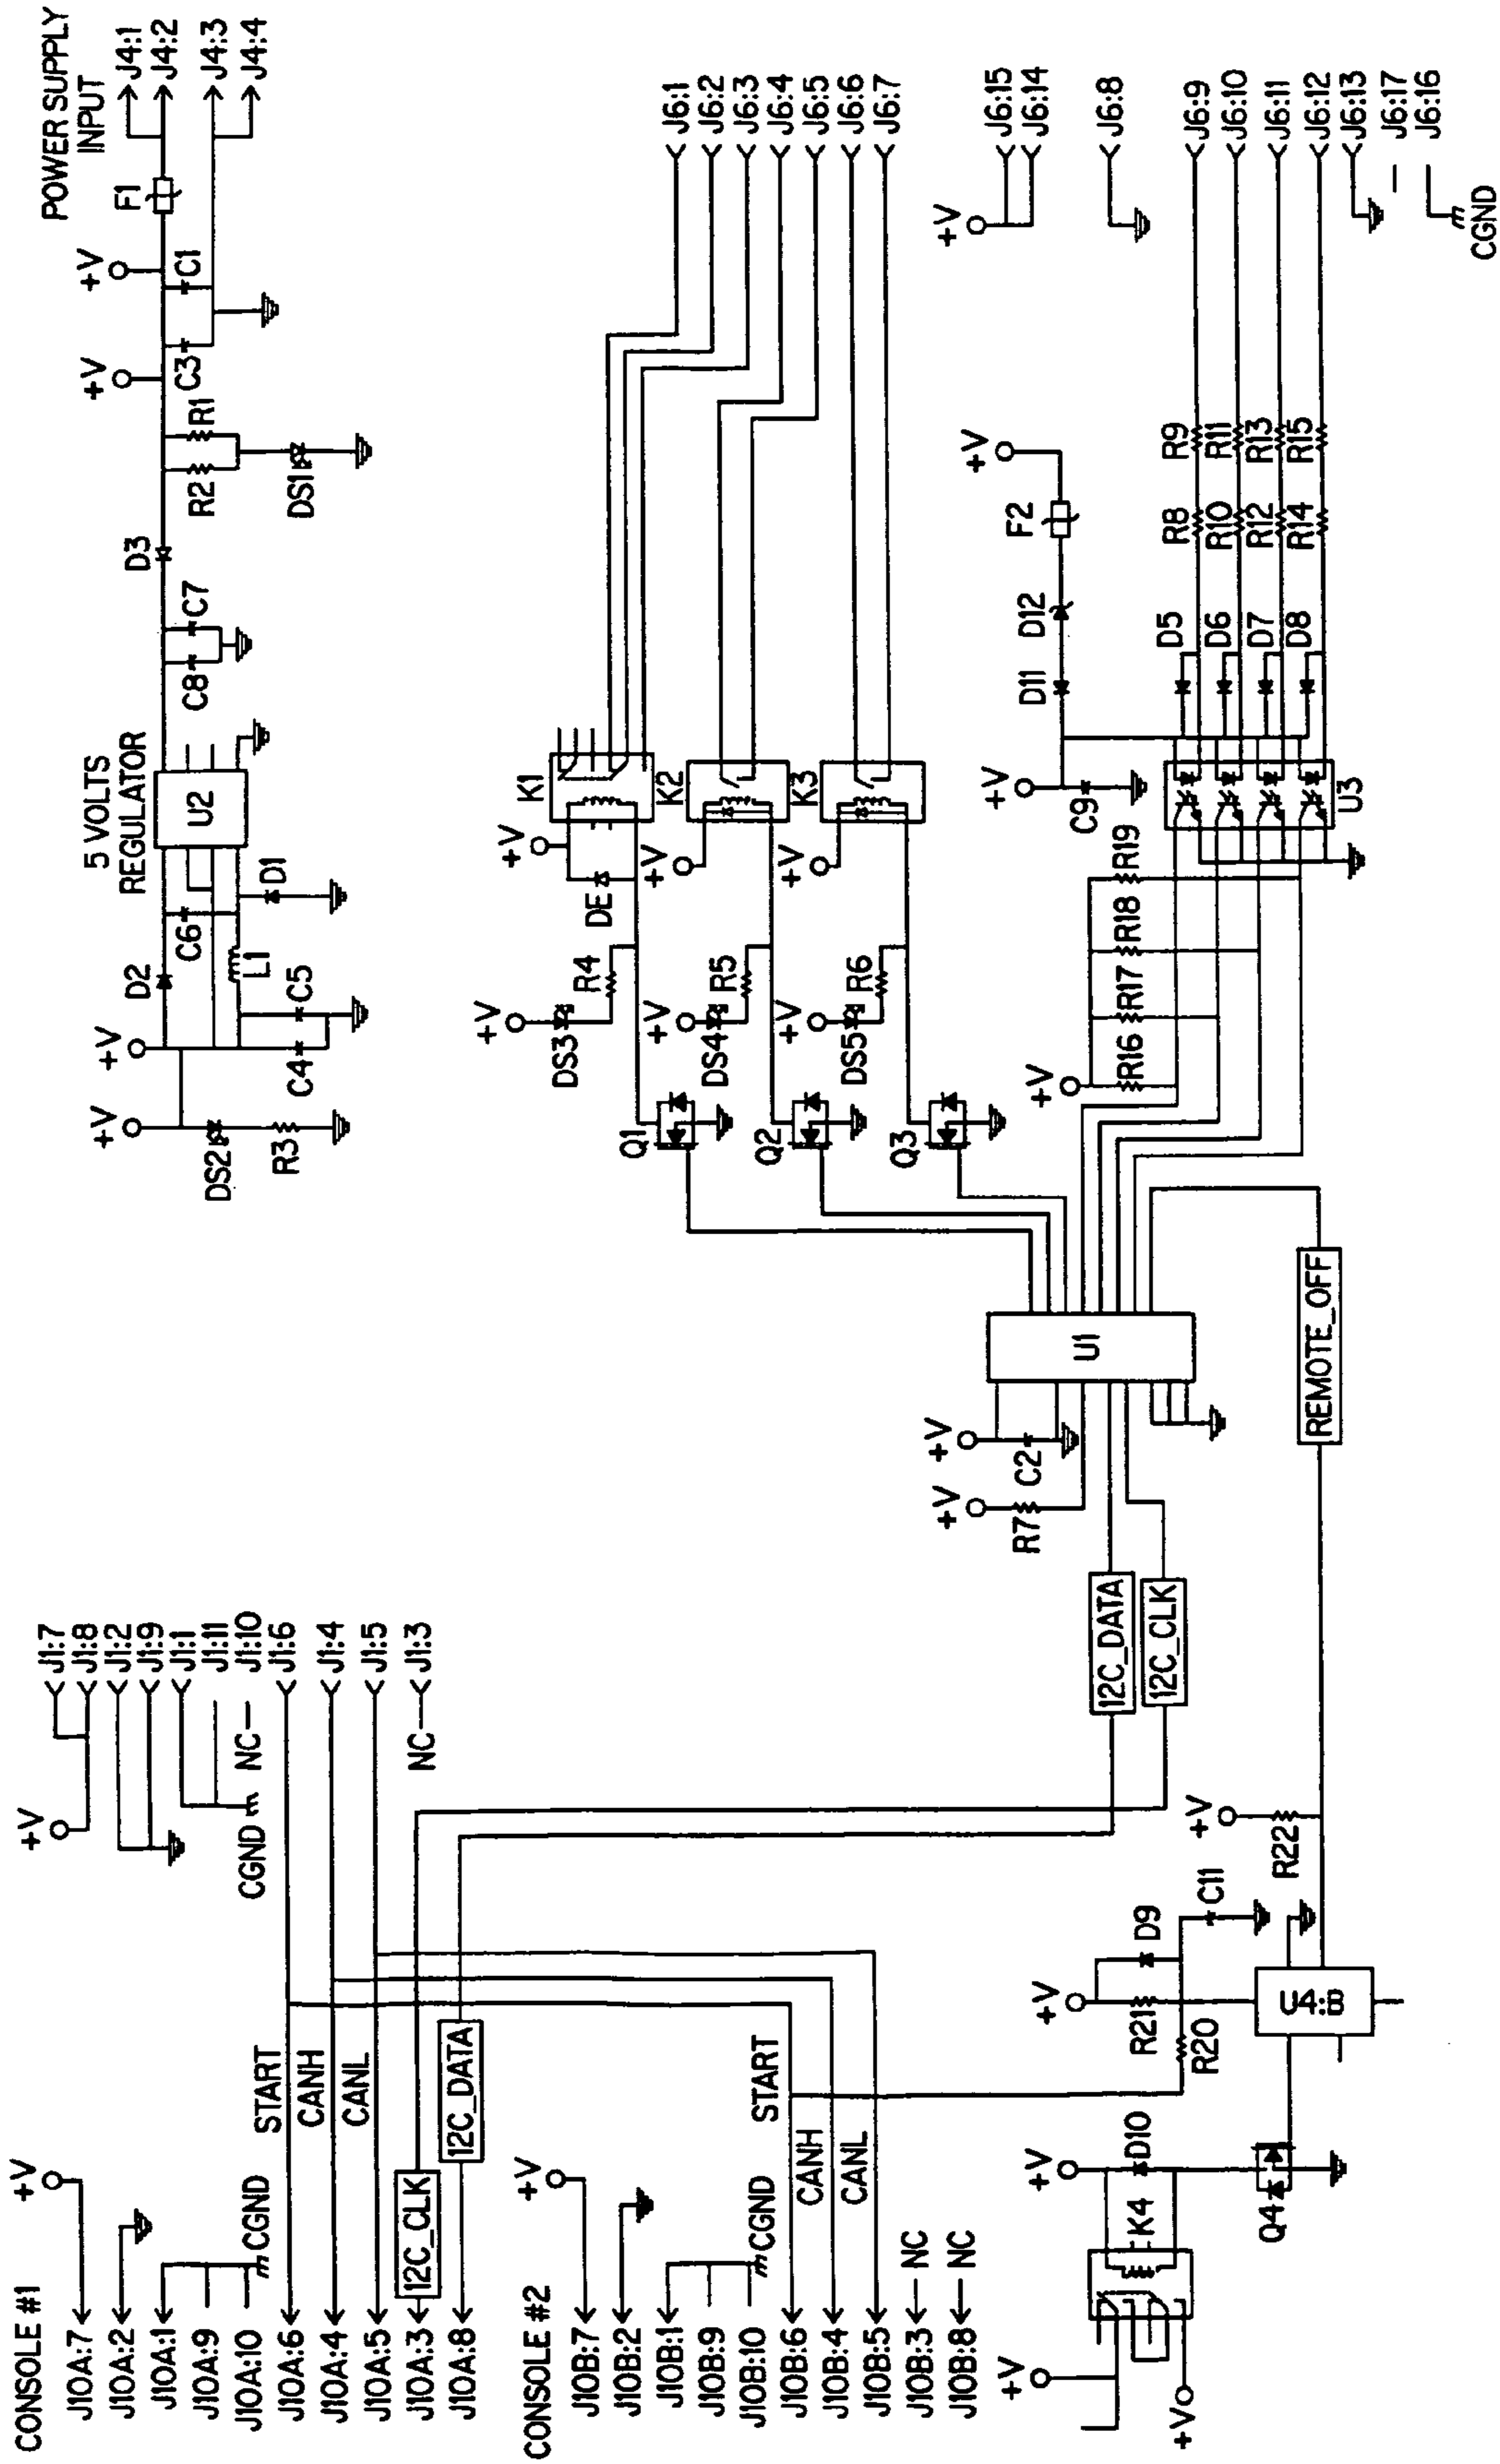 POWER SUPPLY
INPUT
J4:1
J4:2
J4:3
J4:4
F1
+V
C1
+V
C3
R1
R2
DS1
D3
C7
C8
5 VOLTS
REGULATOR
U2
D1
C6
D2
L1
C5
C4
+V
+V
DS2
R3
J6:1
J6:2
J6:3
J6:4
J6:5
J6:6
J6:7
K1
K2
K3
+V
+V
+V
DE
R4
R5
R6
+V
+V
+V
DS3
DS4
DS5
Q1
Q2
Q3
J6:15
J6:14
+V
J6:8
J6:9
J6:10
J6:11
J6:12
J6:13
J6:17
J6:16
CGND
+V
F2
D12
D11
+V
C9
R9
R11
R13
R15
R8
R10
R12
R14
D5
D6
D7
D8
U3
R19
R18
R17
R16
+V
U1
REMOTE_OFF
+V
C2
+V
R7
12C_DATA
12C_CLK
J1:7
J1:8
J1:2
J1:9
J1:1
J1:11
J1:10
J1:6
J1:4
J1:5
J1:3
+V
NC
NC
CGND
START
CANH
CANL
12C_CLK
12C_DATA
CONSOLE #1
+V
CGND
J10A:7
J10A:2
J10A:1
J10A:9
J10A:10
J10A:6
J10A:4
J10A:5
J10A:3
J10A:8
START
CANH
CANL
CONSOLE #2
+V
CGND
J10B:7
J10B:2
J10B:1
J10B:9
J10B:10
J10B:6
J10B:4
J10B:5
J10B:3
NC
J10B:8
NC
+V
R22
C11
D9
+V
R21
R20
U4:B
+V
D10
K4
Q4
+V
+V